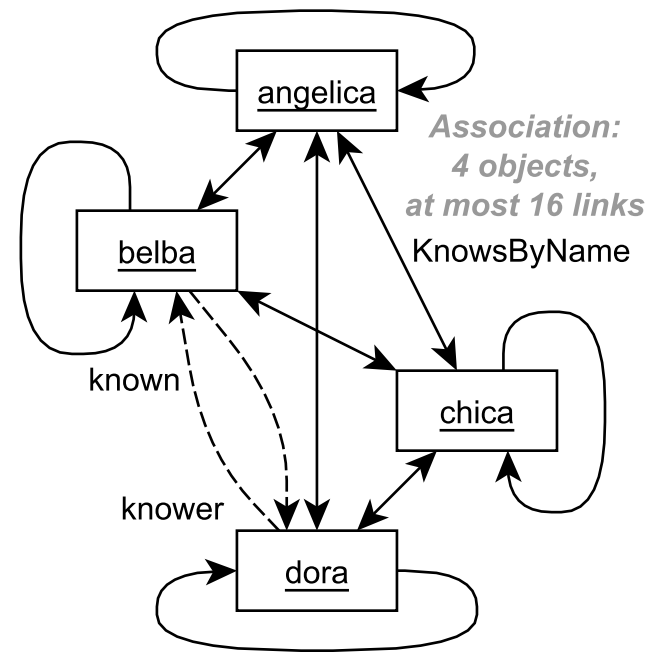 angelica
Association:
4 objects,
at most 16 links
KnowsByName
belba
known
chica
knower
dora